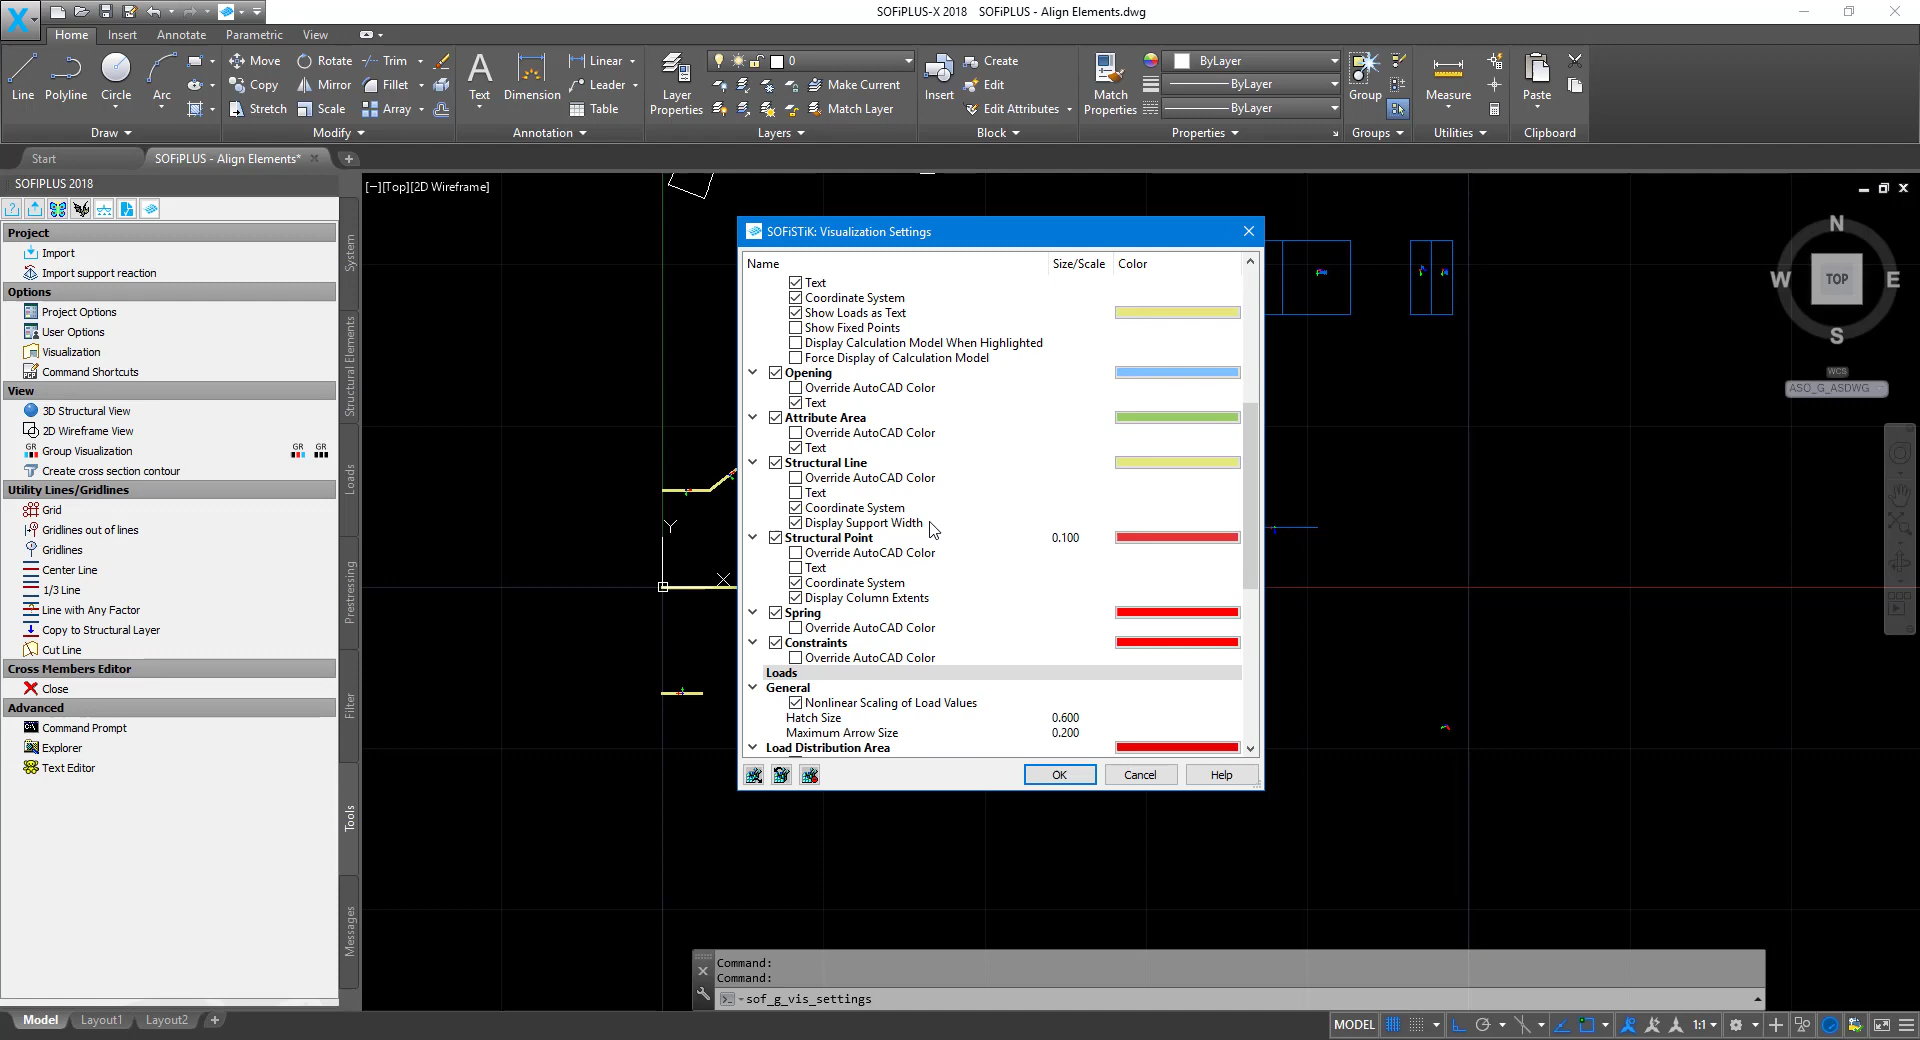 SOFiPLUS-X 2018 SOFiPLUS - Align Elements.dwg
Home Insert Annotate Parametric View
Line Polyline Circle Arc
Move Rotate Trim
Copy Mirror Fillet
Stretch Scale Array
Text Dimension
Linear
Leader
Table
Layer Properties
0
Make Current
Match Layer
Insert
Create
Edit
Edit Attributes
Match Properties
ByLayer
ByLayer
ByLayer
Group
Measure
Paste
Draw Modify Annotation Layers Block Properties Groups Utilities Clipboard
Start SOFiPLUS - Align Elements*
SOFIPLUS 2018
Project
Import
Import support reaction
Options
Project Options
User Options
Visualization
Command Shortcuts
View
3D Structural View
2D Wireframe View
Group Visualization GR GR
Create cross section contour
Utility Lines/Gridlines
Grid
Gridlines out of lines
Gridlines
Center Line
1/3 Line
Line with Any Factor
Copy to Structural Layer
Cut Line
Cross Members Editor
Close
Advanced
Command Prompt
Explorer
Text Editor
System
Structural Elements
Loads
Prestressing
Filter
Tools
Messages
[−][Top][2D Wireframe]
Y
X
SOFiSTiK: Visualization Settings
Name Size/Scale Color
Text
Coordinate System
Show Loads as Text
Show Fixed Points
Display Calculation Model When Highlighted
Force Display of Calculation Model
Opening
Override AutoCAD Color
Text
Attribute Area
Override AutoCAD Color
Text
Structural Line
Override AutoCAD Color
Text
Coordinate System
Display Support Width
Structural Point 0.100
Override AutoCAD Color
Text
Coordinate System
Display Column Extents
Spring
Override AutoCAD Color
Constraints
Override AutoCAD Color
Loads
General
Nonlinear Scaling of Load Values
Hatch Size 0.600
Maximum Arrow Size 0.200
Load Distribution Area
OK Cancel Help
N
W TOP E
S
WCS
ASO_G_ASDWG
Command:
Command:
sof_g_vis_settings
Model Layout1 Layout2
MODEL 1:1